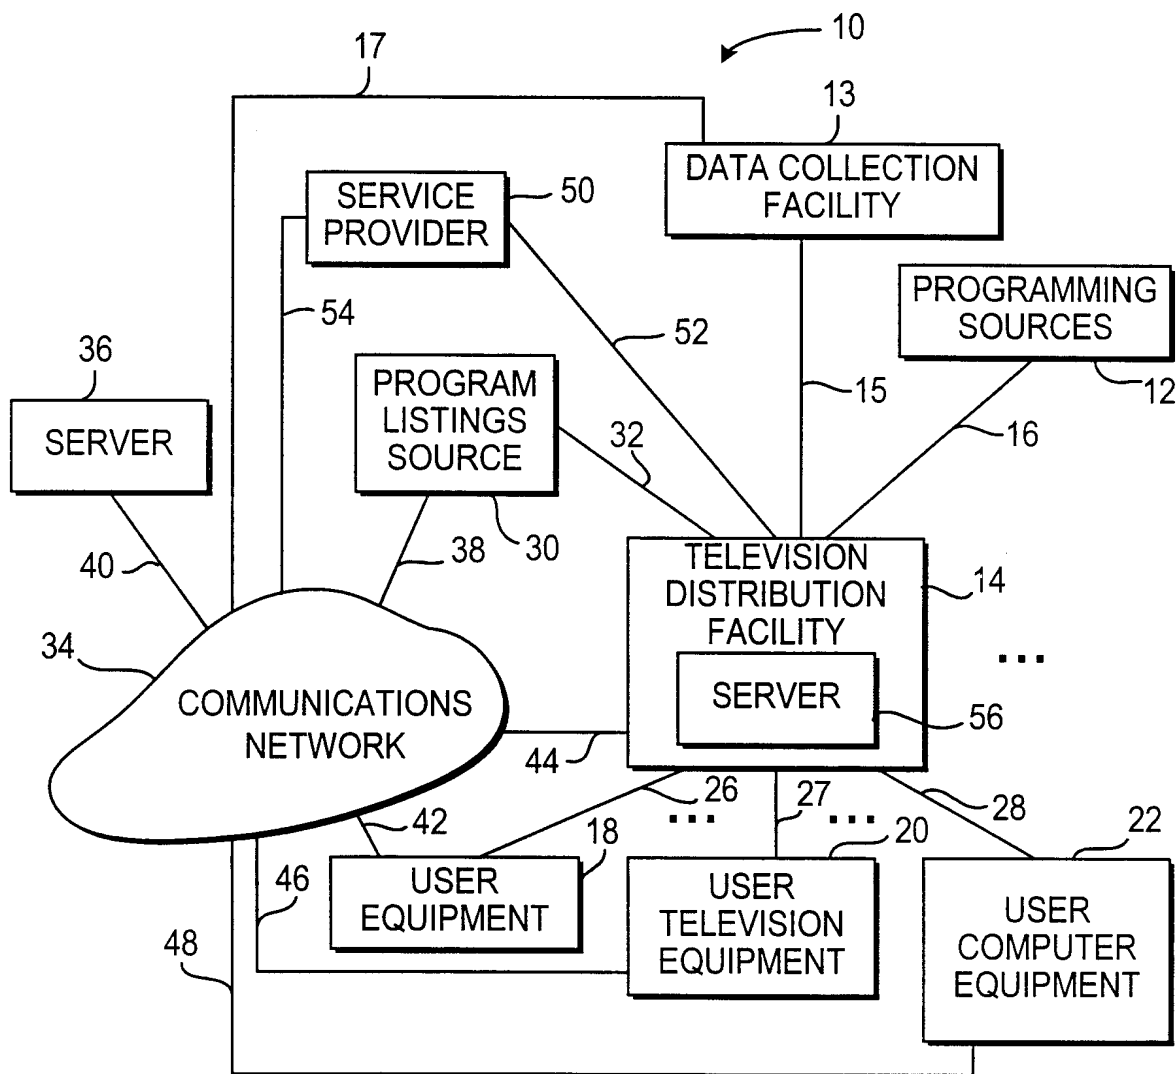 10
17
13
DATA COLLECTION
FACILITY
SERVICE
PROVIDER
50
PROGRAMMING
SOURCES
54
52
36
PROGRAM
LISTINGS
SOURCE
15
12
SERVER
32
16
40
38
30
TELEVISION
DISTRIBUTION
FACILITY
14
34
...
SERVER
COMMUNICATIONS
NETWORK
56
44
26
27
28
...
...
42
18
20
22
46
USER
EQUIPMENT
USER
TELEVISION
EQUIPMENT
USER
COMPUTER
EQUIPMENT
48